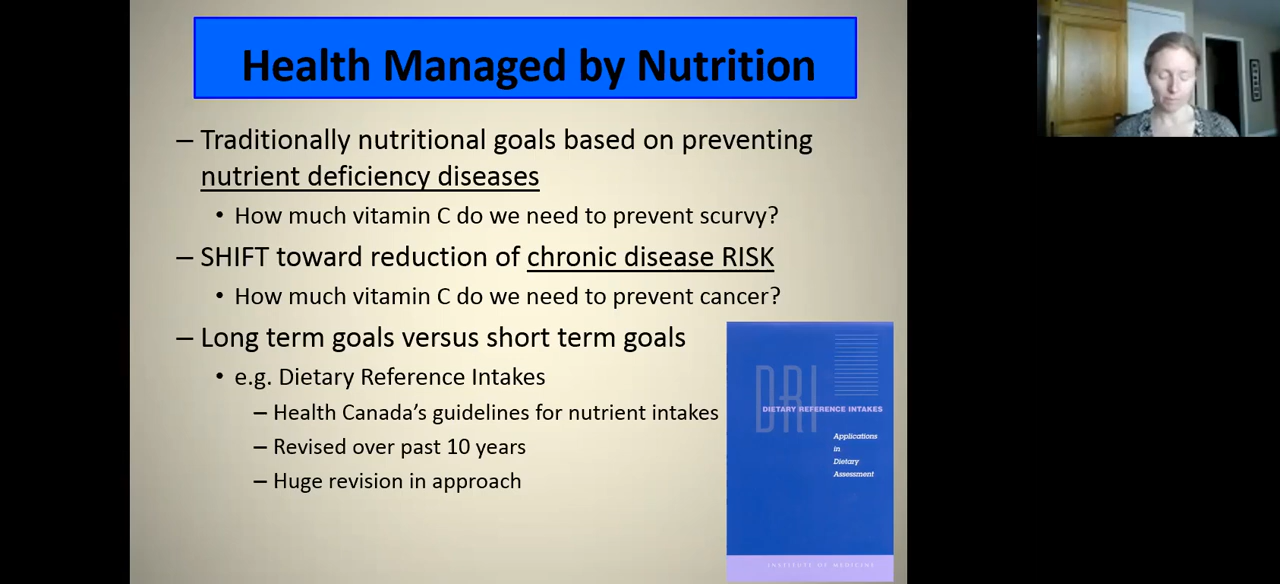 Health Managed by Nutrition
– Traditionally nutritional goals based on preventing
nutrient deficiency diseases
• How much vitamin C do we need to prevent scurvy?
– SHIFT toward reduction of chronic disease RISK
• How much vitamin C do we need to prevent cancer?
– Long term goals versus short term goals
• e.g. Dietary Reference Intakes
– Health Canada's guidelines for nutrient intakes
– Revised over past 10 years
– Huge revision in approach
DRI
DIETARY REFERENCE INTAKES
Applications
in
Dietary
Assessment
INSTITUTE OF MEDICINE